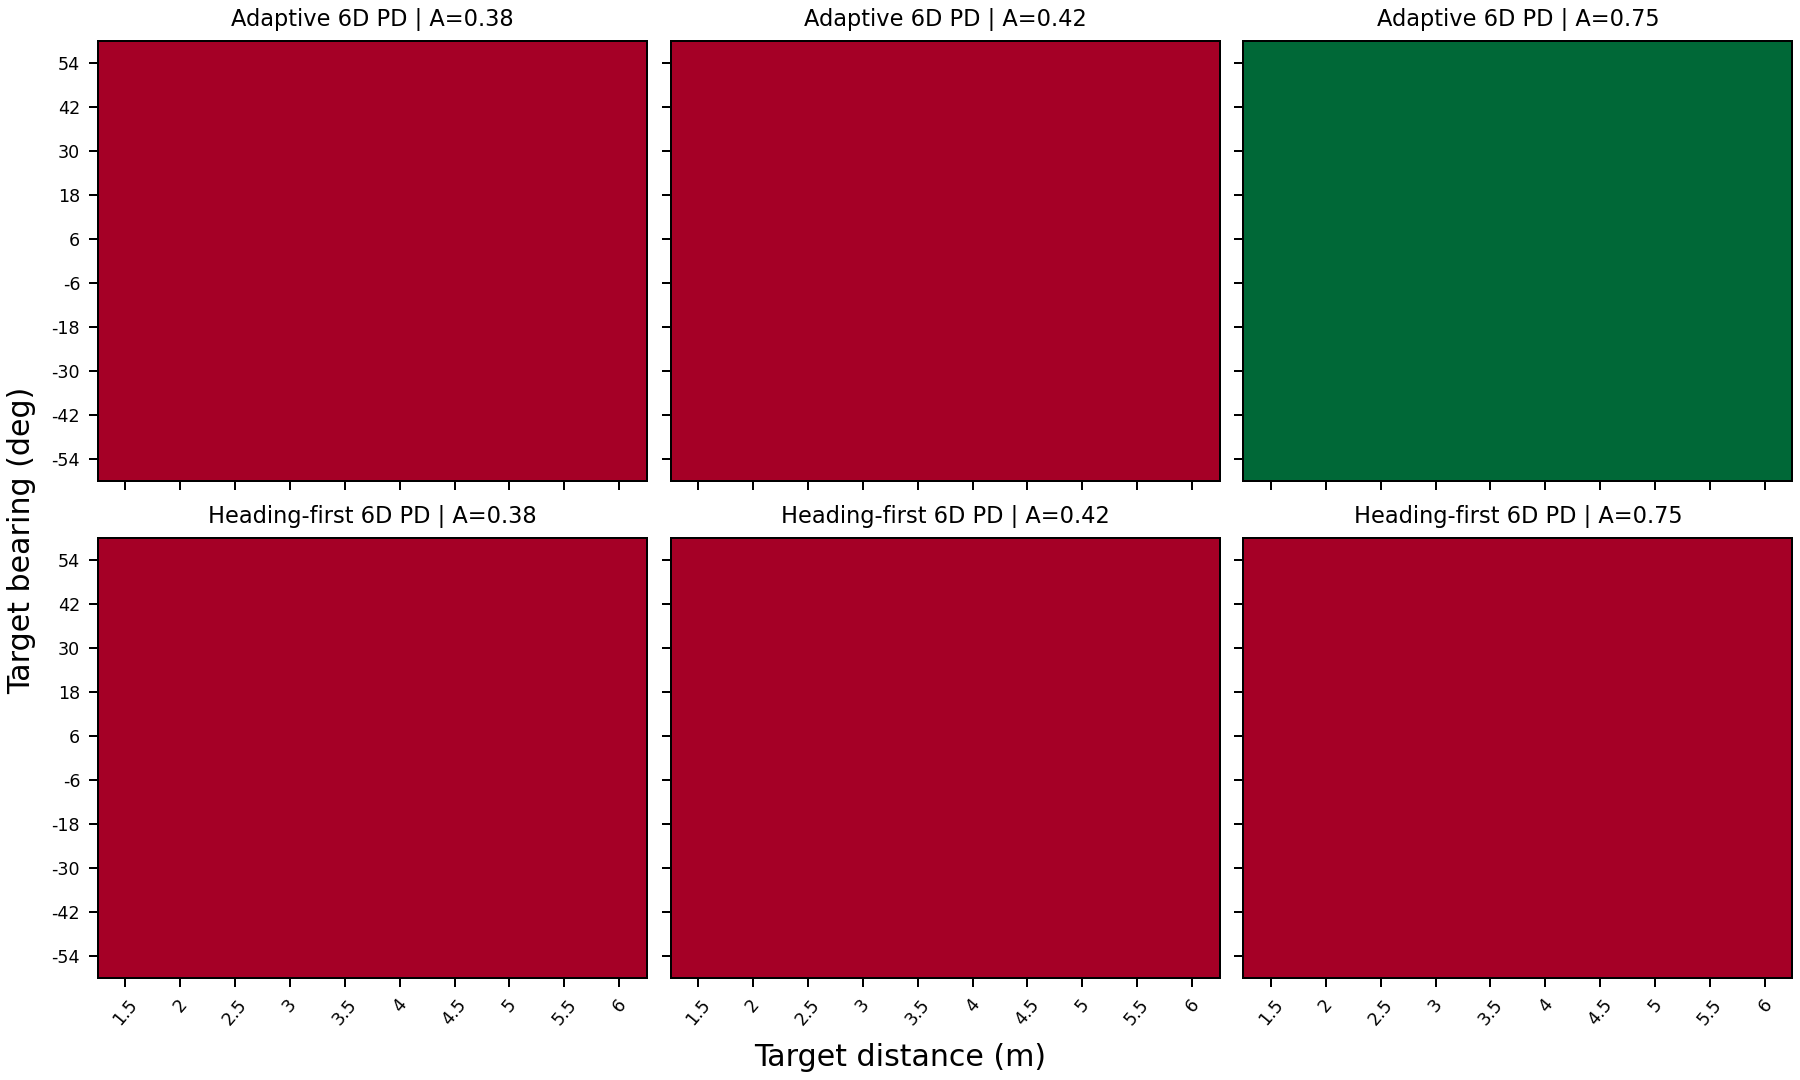 Adaptive 6D PD | A=0.38
Adaptive 6D PD | A=0.42
Adaptive 6D PD | A=0.75
54
42
30
18
6
-6
-18
-30
-42
-54
Target bearing (deg)
Heading-first 6D PD | A=0.38
Heading-first 6D PD | A=0.42
Heading-first 6D PD | A=0.75
54
42
30
18
6
-6
-18
-30
-42
-54
1.5 2 2.5 3 3.5 4 4.5 5 5.5 6
1.5 2 2.5 3 3.5 4 4.5 5 5.5 6
1.5 2 2.5 3 3.5 4 4.5 5 5.5 6
Target distance (m)